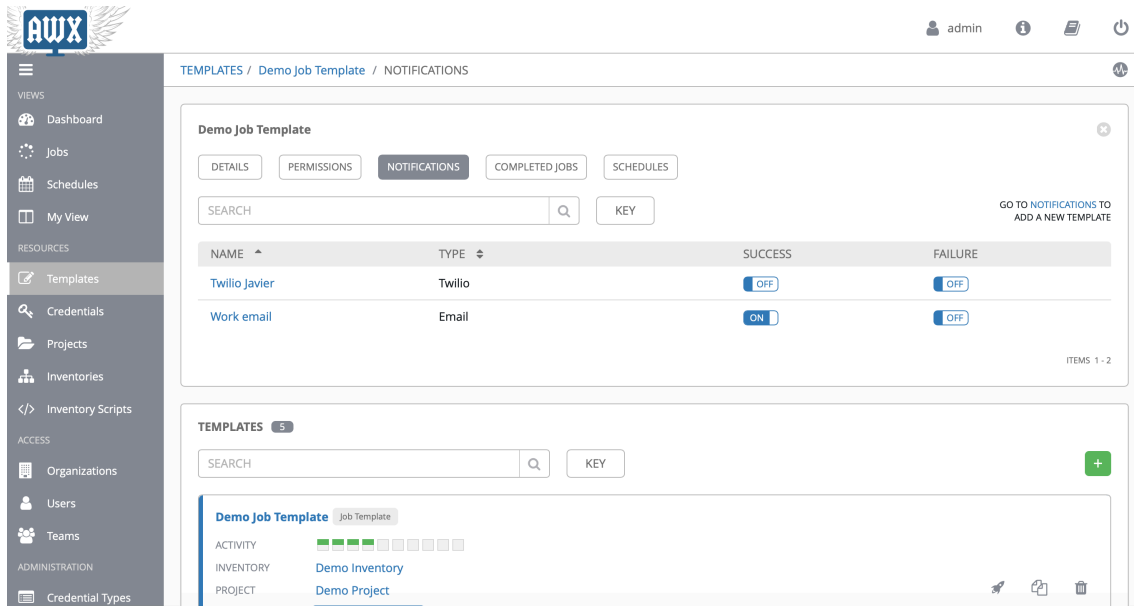 AWX
admin
TEMPLATES / Demo Job Template / NOTIFICATIONS
VIEWS
Dashboard
Jobs
Schedules
My View
RESOURCES
Templates
Credentials
Projects
Inventories
Inventory Scripts
ACCESS
Organizations
Users
Teams
ADMINISTRATION
Credential Types
Demo Job Template
DETAILS PERMISSIONS NOTIFICATIONS COMPLETED JOBS SCHEDULES
SEARCH KEY
GO TO NOTIFICATIONS TO
ADD A NEW TEMPLATE
NAME TYPE SUCCESS FAILURE
Twilio Javier Twilio OFF OFF
Work email Email ON OFF
ITEMS 1 - 2
TEMPLATES 5
SEARCH KEY
+
Demo Job Template Job Template
ACTIVITY
INVENTORY Demo Inventory
PROJECT Demo Project